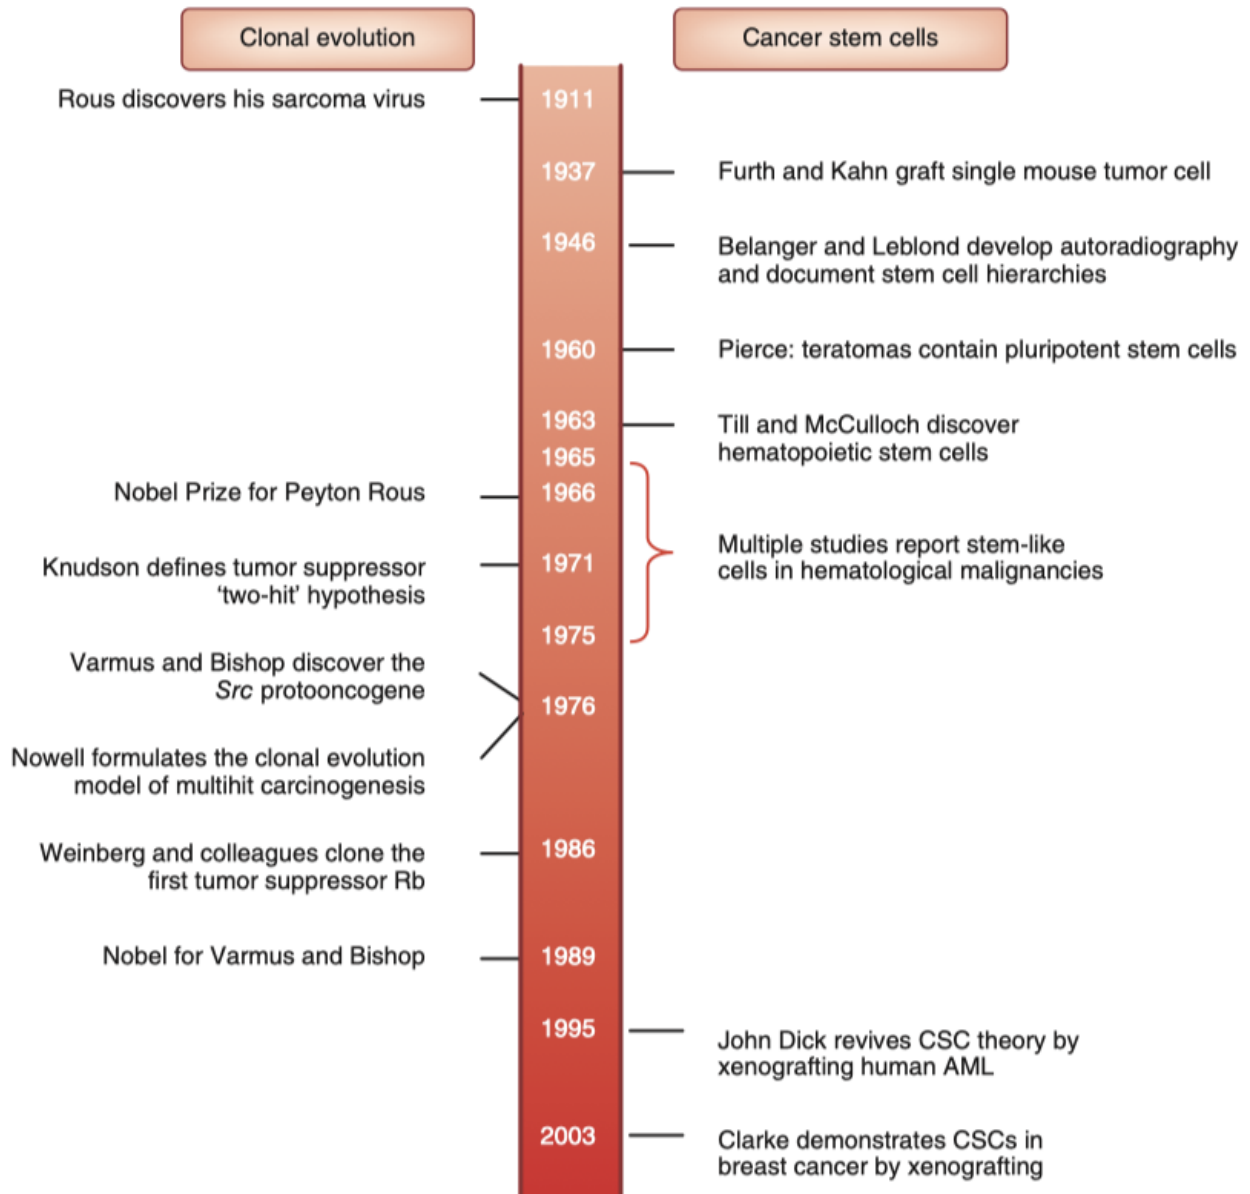 Clonal evolution
Cancer stem cells
Rous discovers his sarcoma virus
1911
1937
Furth and Kahn graft single mouse tumor cell
1946
Belanger and Leblond develop autoradiography
and document stem cell hierarchies
1960
Pierce: teratomas contain pluripotent stem cells
1963
Till and McCulloch discover
hematopoietic stem cells
1965
Nobel Prize for Peyton Rous
1966
Multiple studies report stem-like
cells in hematological malignancies
Knudson defines tumor suppressor
‘two-hit’ hypothesis
1971
1975
Varmus and Bishop discover the
Src protooncogene
1976
Nowell formulates the clonal evolution
model of multihit carcinogenesis
Weinberg and colleagues clone the
first tumor suppressor Rb
1986
Nobel for Varmus and Bishop
1989
1995
John Dick revives CSC theory by
xenografting human AML
2003
Clarke demonstrates CSCs in
breast cancer by xenografting